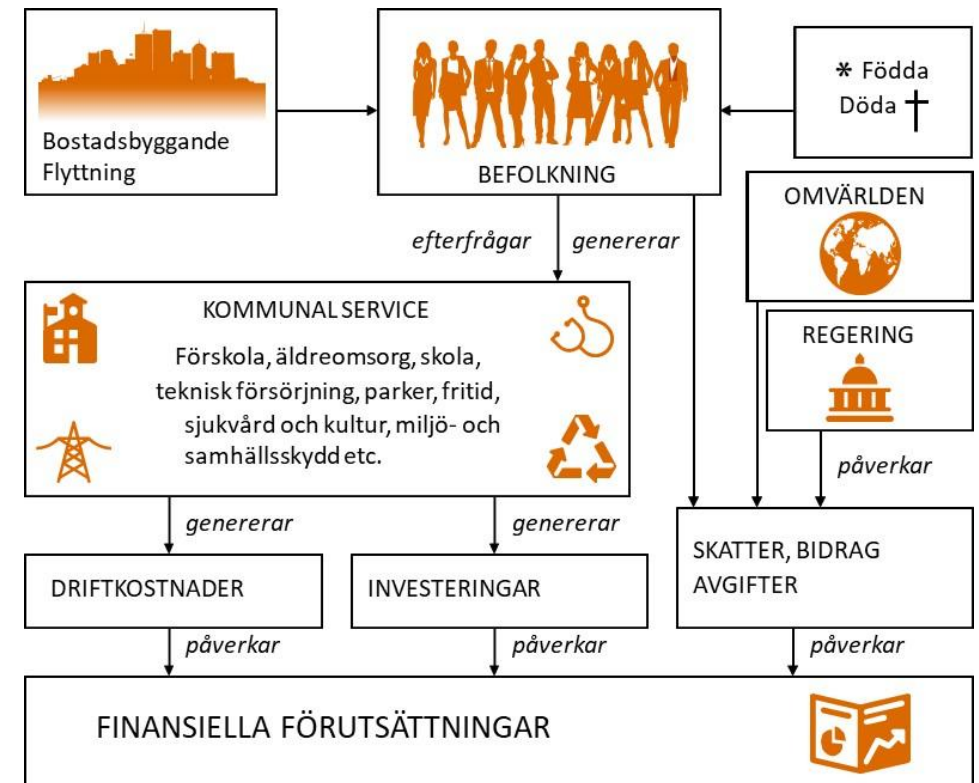 Bostadsbyggande
Flyttning
BEFOLKNING
* Födda
Döda †
OMVÄRLDEN
REGERING
efterfrågar
genererar
påverkar
KOMMUNAL SERVICE
Förskola, äldreomsorg, skola,
teknisk försörjning, parker, fritid,
sjukvård och kultur, miljö- och
samhällsskydd etc.
genererar
genererar
DRIFTKOSTNADER
INVESTERINGAR
SKATTER, BIDRAG
AVGIFTER
påverkar
påverkar
påverkar
FINANSIELLA FÖRUTSÄTTNINGAR